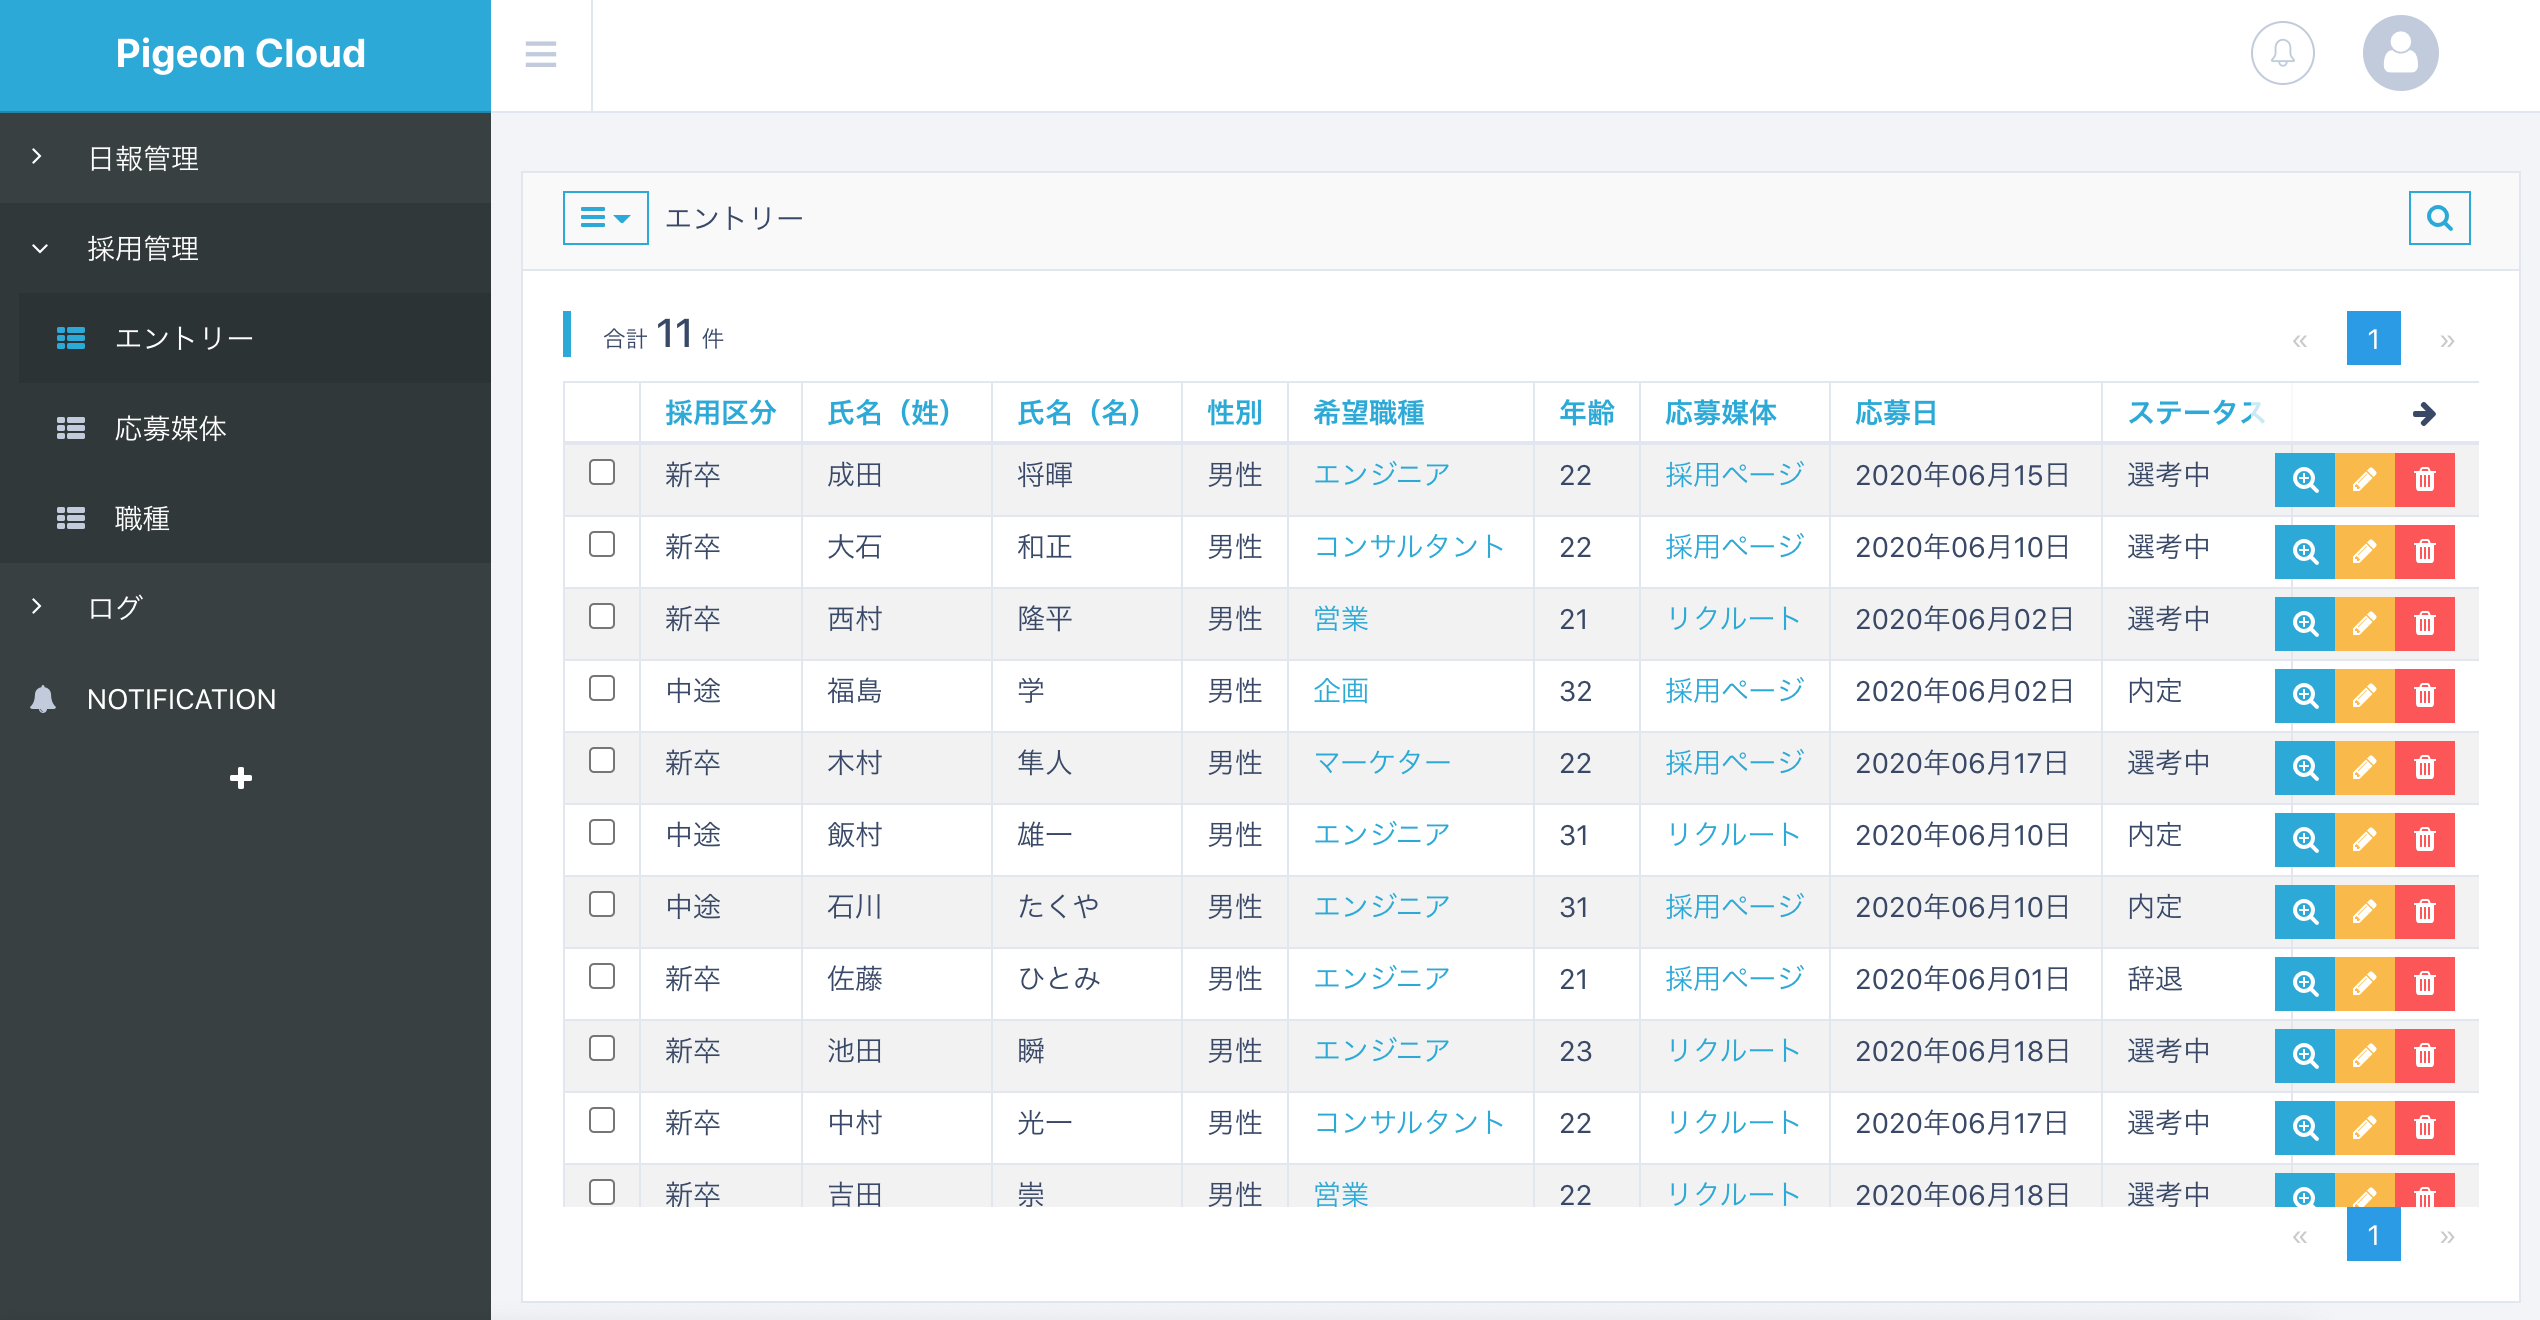 Pigeon Cloud
日報管理
採用管理
エントリー
応募媒体
職種
ログ
NOTIFICATION
エントリー
合計 11 件
« 1 »
採用区分 氏名（姓） 氏名（名） 性別 希望職種 年齢 応募媒体 応募日 ステータス
新卒 成田 将暉 男性 エンジニア 22 採用ページ 2020年06月15日 選考中
新卒 大石 和正 男性 コンサルタント 22 採用ページ 2020年06月10日 選考中
新卒 西村 隆平 男性 営業 21 リクルート 2020年06月02日 選考中
中途 福島 学 男性 企画 32 採用ページ 2020年06月02日 内定
新卒 木村 隼人 男性 マーケター 22 採用ページ 2020年06月17日 選考中
中途 飯村 雄一 男性 エンジニア 31 リクルート 2020年06月10日 内定
中途 石川 たくや 男性 エンジニア 31 採用ページ 2020年06月10日 内定
新卒 佐藤 ひとみ 男性 エンジニア 21 採用ページ 2020年06月01日 辞退
新卒 池田 瞬 男性 エンジニア 23 リクルート 2020年06月18日 選考中
新卒 中村 光一 男性 コンサルタント 22 リクルート 2020年06月17日 選考中
新卒 吉田 崇 男性 営業 22 リクルート 2020年06月18日 選考中
« 1 »